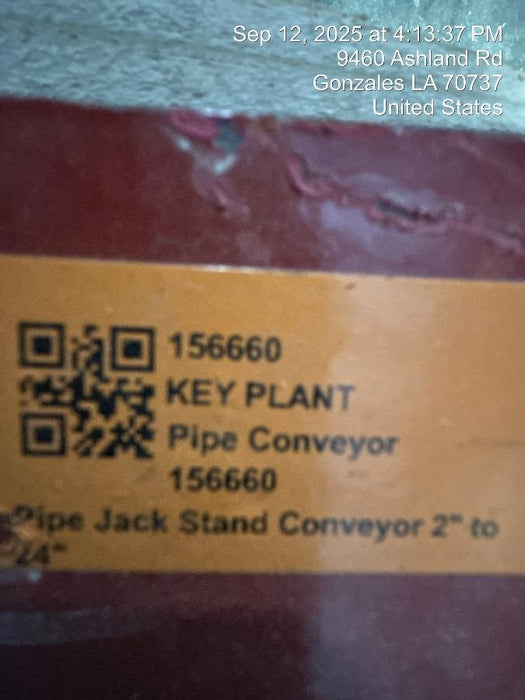 Sep 12, 2025 at 4:13:37 PM
9460 Ashland Rd
Gonzales LA 70737
United States
156660
KEY PLANT
Pipe Conveyor
156660
Pipe Jack Stand Conveyor 2" to
24"